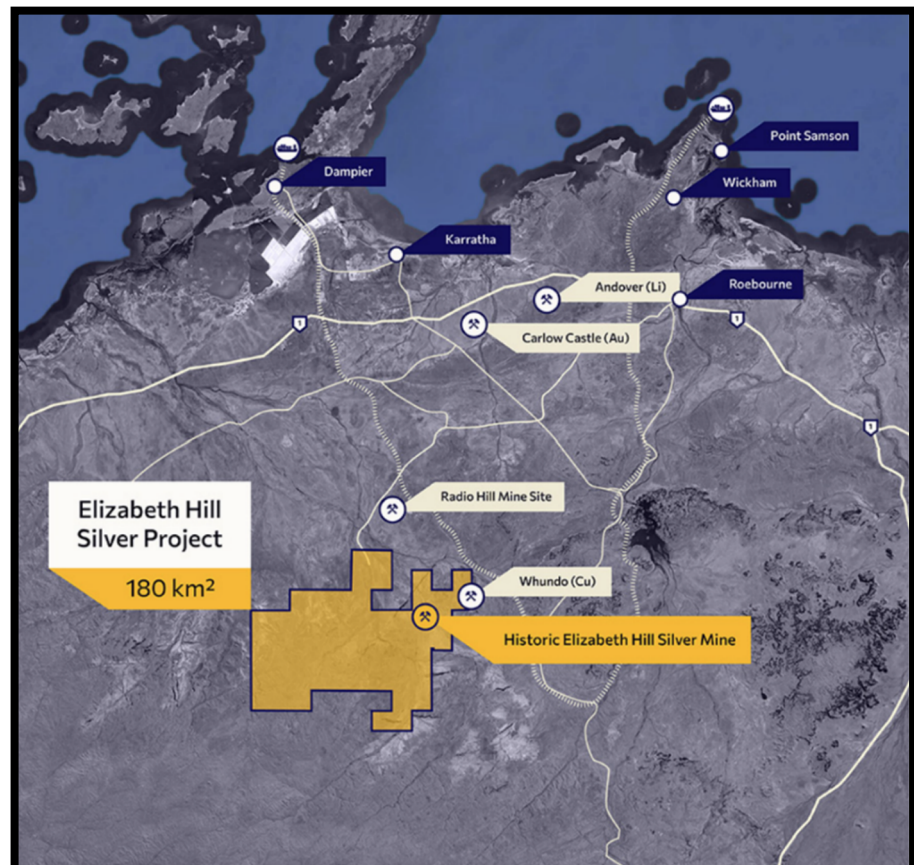 Point Samson
Dampier
Wickham
Karratha
Andover (Li)
Roebourne
1
1
Carlow Castle (Au)
1
Radio Hill Mine Site
Elizabeth Hill
Silver Project
180 km²
Whundo (Cu)
Historic Elizabeth Hill Silver Mine